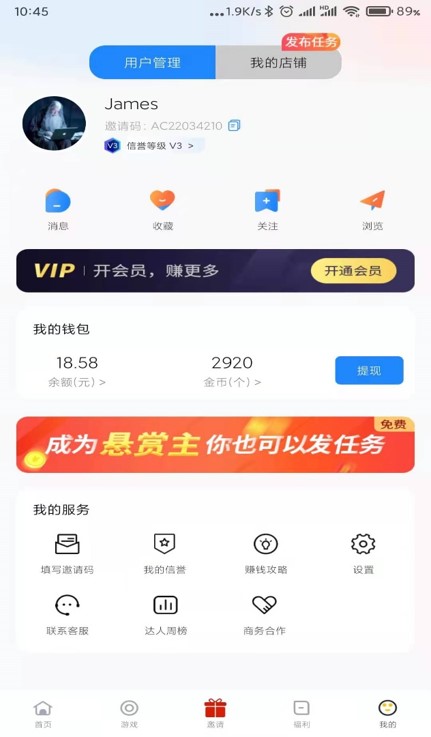 10:45
...1.9K/s HD 89%
发布任务
用户管理 我的店铺
James
邀请码：AC22034210
V3 信誉等级 V3 >
消息 收藏 关注 浏览
VIP 开会员，赚更多 开通会员
我的钱包
18.58 2920 提现
余额(元) > 金币(个) >
免费
成为悬赏主 你也可以发任务
我的服务
填写邀请码 我的信誉 赚钱攻略 设置
联系客服 达人周榜 商务合作
首页 游戏 邀请 福利 我的